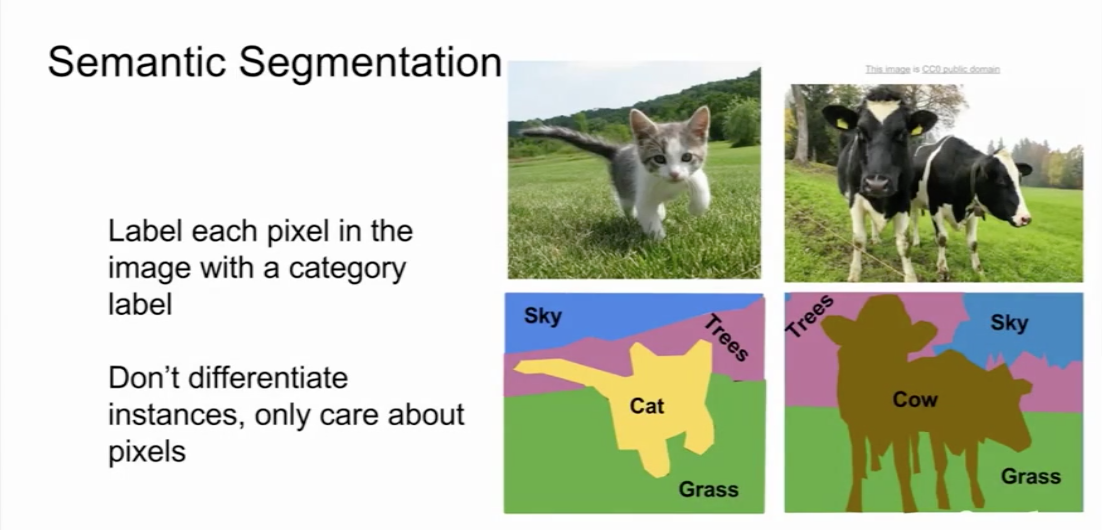 Semantic Segmentation
This image is CC0 public domain
Label each pixel in the
image with a category
label
Don't differentiate
instances, only care about
pixels
Sky
Trees
Cat
Grass
Trees
Sky
Cow
Grass